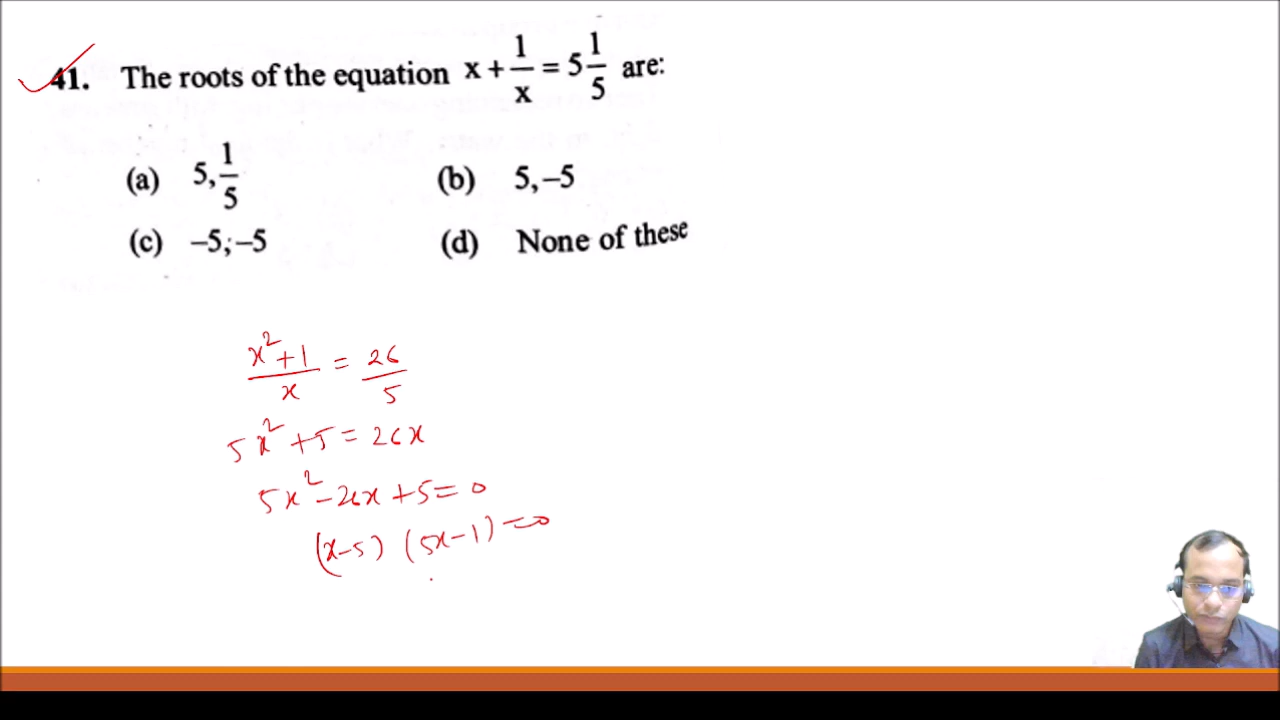 41. The roots of the equation x + 1/x = 5 1/5 are:
(a) 5, 1/5 (b) 5, –5
(c) –5, –5 (d) None of these
x² + 1 / x = 26 / 5
5x² + 5 = 26x
5x² – 26x + 5 = 0
(x – 5) (5x – 1) = 0